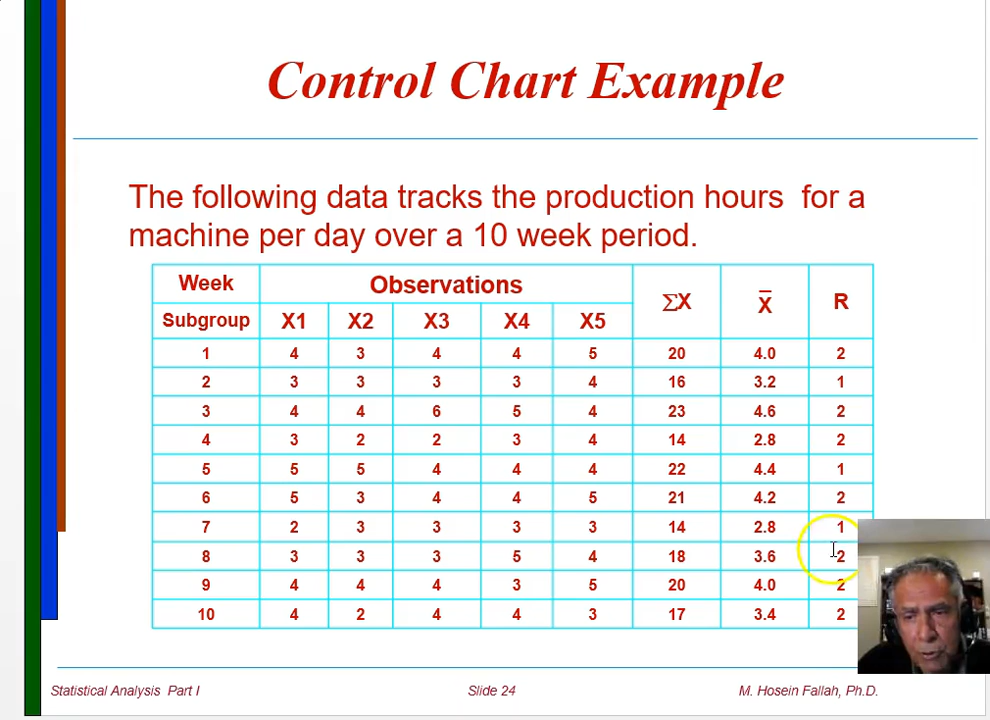 Control Chart Example
The following data tracks the production hours for a
machine per day over a 10 week period.
Week Observations ΣX X̅ R
Subgroup X1 X2 X3 X4 X5
1 4 3 4 4 5 20 4.0 2
2 3 3 3 3 4 16 3.2 1
3 4 4 6 5 4 23 4.6 2
4 3 2 2 3 4 14 2.8 2
5 5 5 4 4 4 22 4.4 1
6 5 3 4 4 5 21 4.2 2
7 2 3 3 3 3 14 2.8 1
8 3 3 3 5 4 18 3.6 2
9 4 4 4 3 5 20 4.0 2
10 4 2 4 4 3 17 3.4 2
Statistical Analysis Part I Slide 24 M. Hosein Fallah, Ph.D.